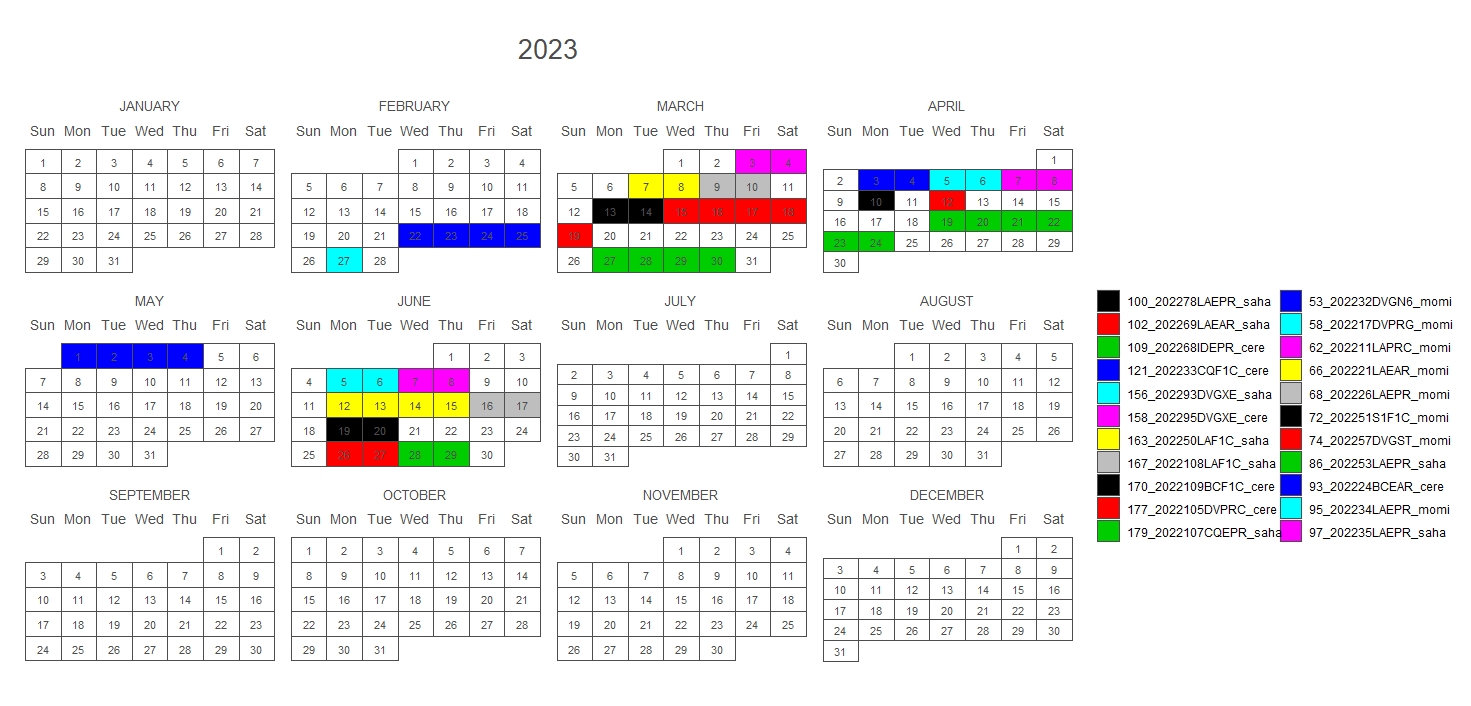 2023
JANUARY FEBRUARY MARCH APRIL
Sun Mon Tue Wed Thu Fri Sat Sun Mon Tue Wed Thu Fri Sat Sun Mon Tue Wed Thu Fri Sat Sun Mon Tue Wed Thu Fri Sat
1 2 3 4 5 6 7 1 2 3 4 1 2 3 4 1
8 9 10 11 12 13 14 5 6 7 8 9 10 11 5 6 7 8 9 10 11 2 3 4 5 6 7 8
15 16 17 18 19 20 21 12 13 14 15 16 17 18 12 13 14 15 16 17 18 9 10 11 12 13 14 15
22 23 24 25 26 27 28 19 20 21 22 23 24 25 19 20 21 22 23 24 25 16 17 18 19 20 21 22
29 30 31 26 27 28 26 27 28 29 30 31 23 24 25 26 27 28 29
30
MAY JUNE JULY AUGUST
Sun Mon Tue Wed Thu Fri Sat Sun Mon Tue Wed Thu Fri Sat Sun Mon Tue Wed Thu Fri Sat Sun Mon Tue Wed Thu Fri Sat
1 2 3 4 5 6 1 2 3 1 1 2 3 4 5
7 8 9 10 11 12 13 4 5 6 7 8 9 10 2 3 4 5 6 7 8 6 7 8 9 10 11 12
14 15 16 17 18 19 20 11 12 13 14 15 16 17 9 10 11 12 13 14 15 13 14 15 16 17 18 19
21 22 23 24 25 26 27 18 19 20 21 22 23 24 16 17 18 19 20 21 22 20 21 22 23 24 25 26
28 29 30 31 25 26 27 28 29 30 23 24 25 26 27 28 29 27 28 29 30 31
30 31
SEPTEMBER OCTOBER NOVEMBER DECEMBER
Sun Mon Tue Wed Thu Fri Sat Sun Mon Tue Wed Thu Fri Sat Sun Mon Tue Wed Thu Fri Sat Sun Mon Tue Wed Thu Fri Sat
1 2 1 2 3 4 5 6 7 1 2 3 4 1 2
3 4 5 6 7 8 9 8 9 10 11 12 13 14 5 6 7 8 9 10 11 3 4 5 6 7 8 9
10 11 12 13 14 15 16 15 16 17 18 19 20 21 12 13 14 15 16 17 18 10 11 12 13 14 15 16
17 18 19 20 21 22 23 22 23 24 25 26 27 28 19 20 21 22 23 24 25 17 18 19 20 21 22 23
24 25 26 27 28 29 30 29 30 31 26 27 28 29 30 24 25 26 27 28 29 30
31
100_202278LAEPR_saha 53_202232DVGN6_momi
102_202269LAEAR_saha 58_202217DVPRG_momi
109_202268IDEPR_cere 62_202211LAPRC_momi
121_202233CQF1C_cere 66_202221LAEAR_momi
156_202293DVGXE_saha 68_202226LAEPR_momi
158_202295DVGXE_cere 72_202251S1F1C_momi
163_202250LAF1C_saha 74_202257DVGST_momi
167_2022108LAF1C_saha 86_202253LAEPR_saha
170_2022109BCF1C_cere 93_202224BCEAR_cere
177_2022105DVPRC_cere 95_202234LAEPR_momi
179_2022107CQEPR_saha 97_202235LAEPR_saha